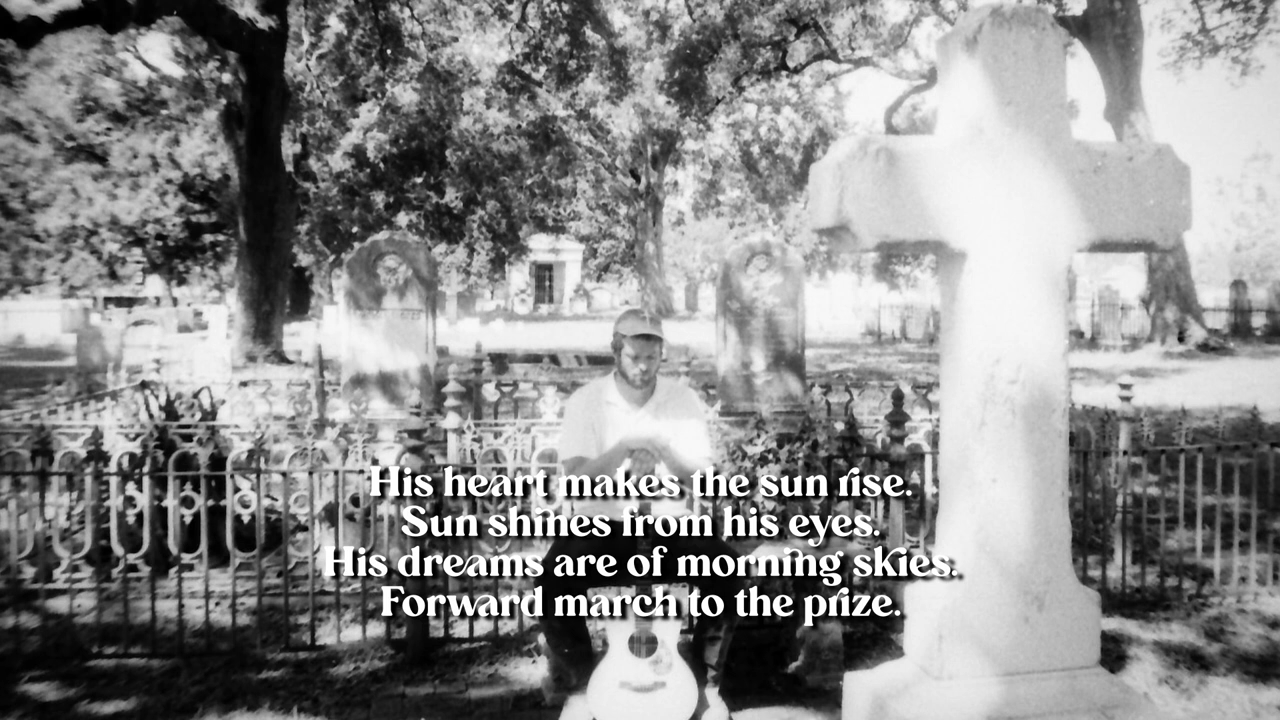 His heart makes the sun rise.
Sun shines from his eyes.
His dreams are of morning skies.
Forward march to the prize.